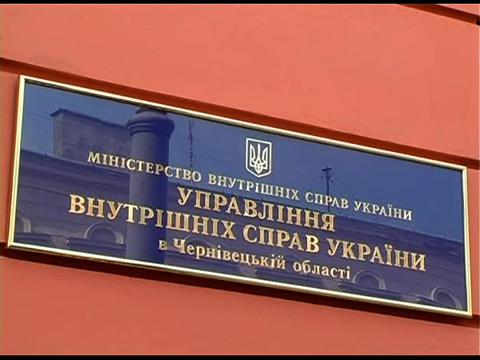 МІНІСТЕРСТВО ВНУТРІШНІХ СПРАВ УКРАЇНИ
УПРАВЛІННЯ
ВНУТРІШНІХ СПРАВ УКРАЇНИ
в Чернівецькій області